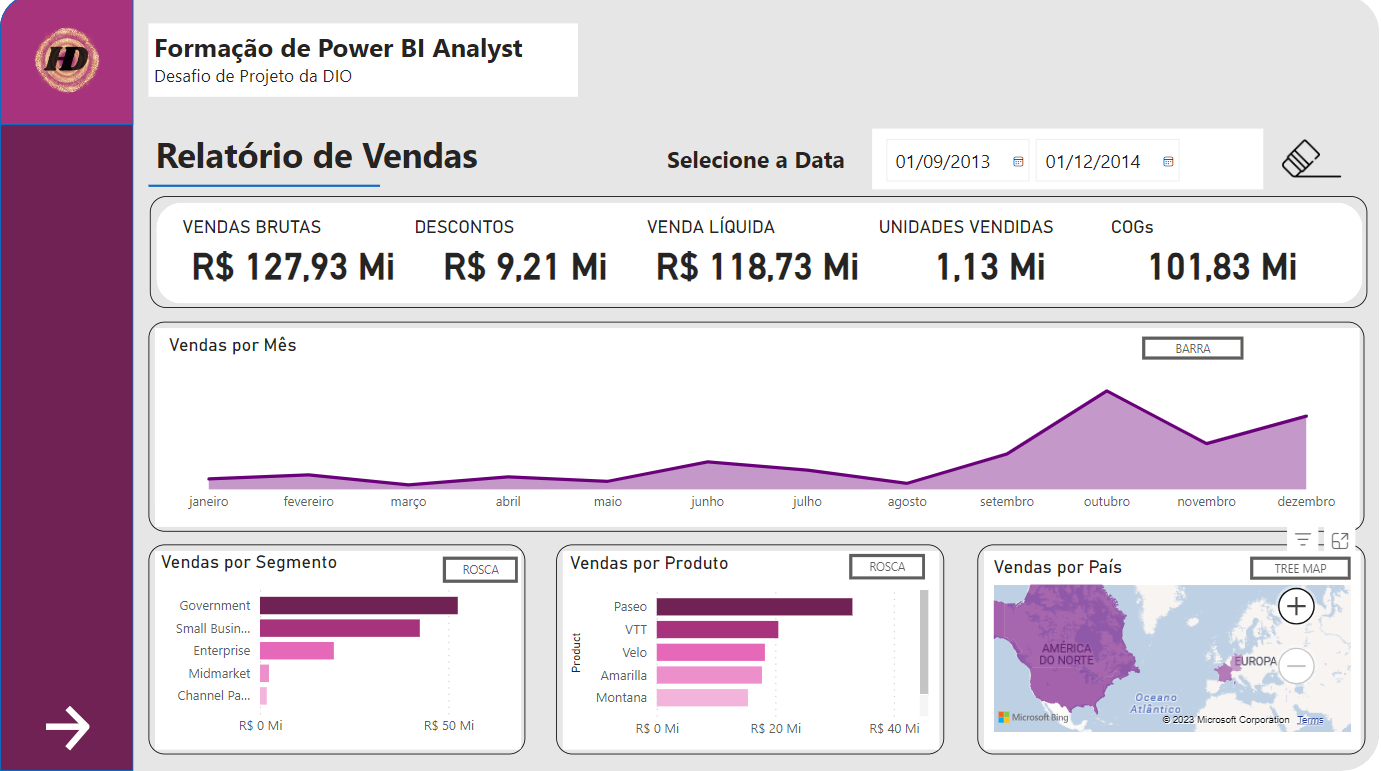 HD
Formação de Power BI Analyst
Desafio de Projeto da DIO
Relatório de Vendas
Selecione a Data
01/09/2013
01/12/2014
VENDAS BRUTAS
R$ 127,93 Mi
DESCONTOS
R$ 9,21 Mi
VENDA LÍQUIDA
R$ 118,73 Mi
UNIDADES VENDIDAS
1,13 Mi
COGs
101,83 Mi
Vendas por Mês
BARRA
janeiro
fevereiro
março
abril
maio
junho
julho
agosto
setembro
outubro
novembro
dezembro
Vendas por Segmento
ROSCA
Government
Small Busin...
Enterprise
Midmarket
Channel Pa...
R$ 0 Mi
R$ 50 Mi
Vendas por Produto
ROSCA
Product
Paseo
VTT
Velo
Amarilla
Montana
R$ 0 Mi
R$ 20 Mi
R$ 40 Mi
Vendas por País
TREE MAP
AMÉRICA
DO NORTE
EUROPA
Oceano
Atlântico
Microsoft Bing
© 2023 Microsoft Corporation
Terms